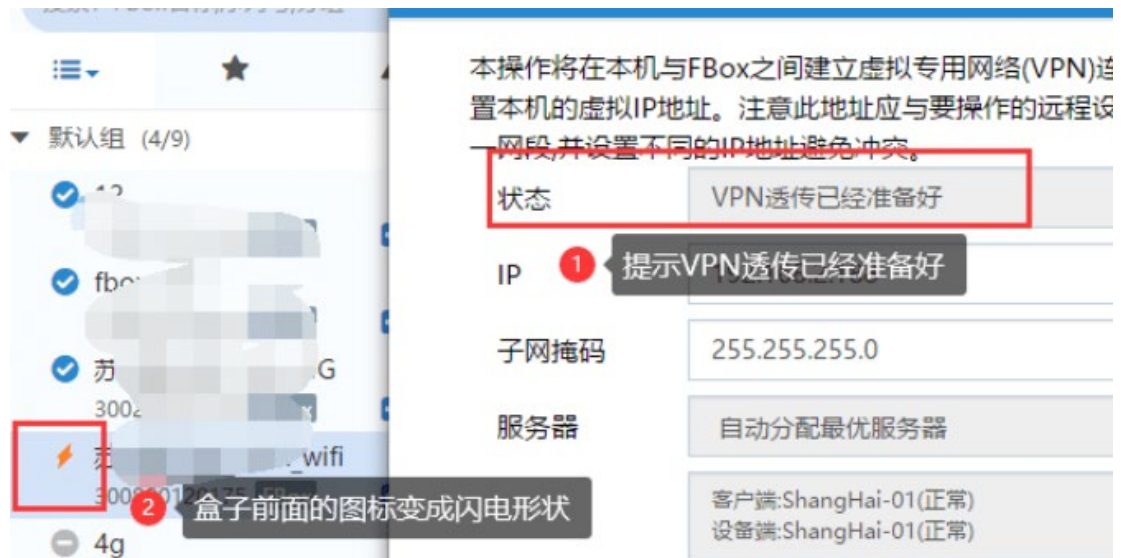 默认组 (4/9)
苏
G
_wifi
4g
本操作将在本机与FBox之间建立虚拟专用网络(VPN)连
置本机的虚拟IP地址。注意此地址应与要操作的远程设
一网段,并设置不同的IP地址避免冲突。
状态
VPN透传已经准备好
IP
1
提示VPN透传已经准备好
子网掩码
255.255.255.0
服务器
自动分配最优服务器
2
盒子前面的图标变成闪电形状
客户端:ShangHai-01(正常)
设备端:ShangHai-01(正常)